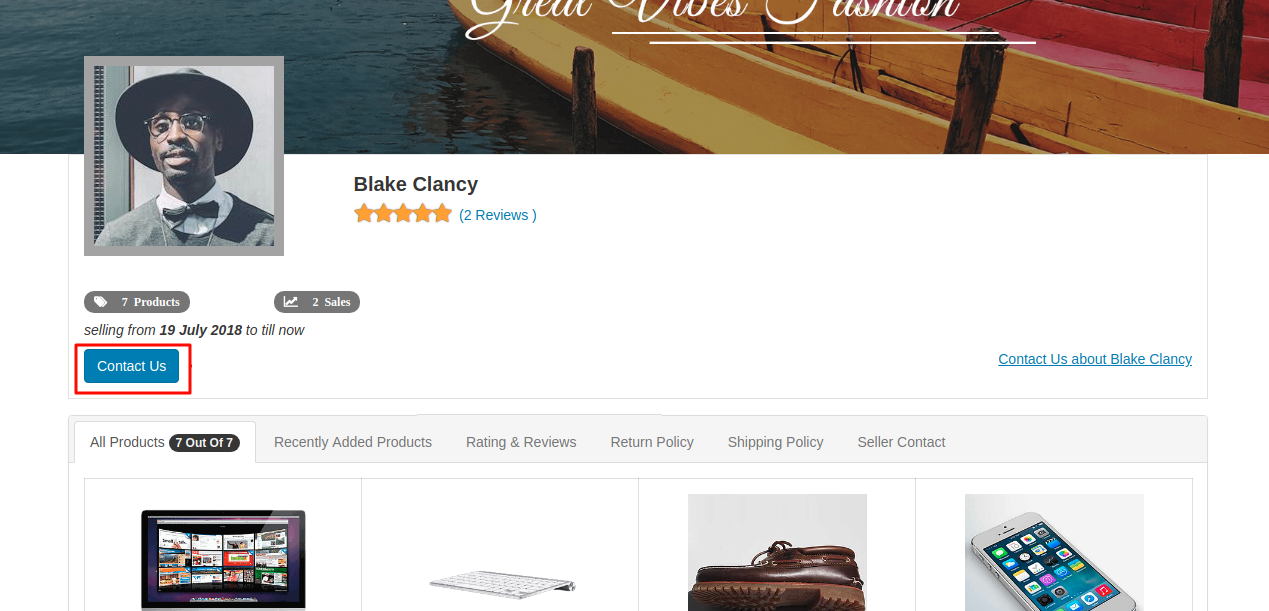 Great Vibes Fashion
Blake Clancy
(2 Reviews )
7 Products
2 Sales
selling from 19 July 2018 to till now
Contact Us
Contact Us about Blake Clancy
All Products 7 Out Of 7
Recently Added Products
Rating & Reviews
Return Policy
Shipping Policy
Seller Contact